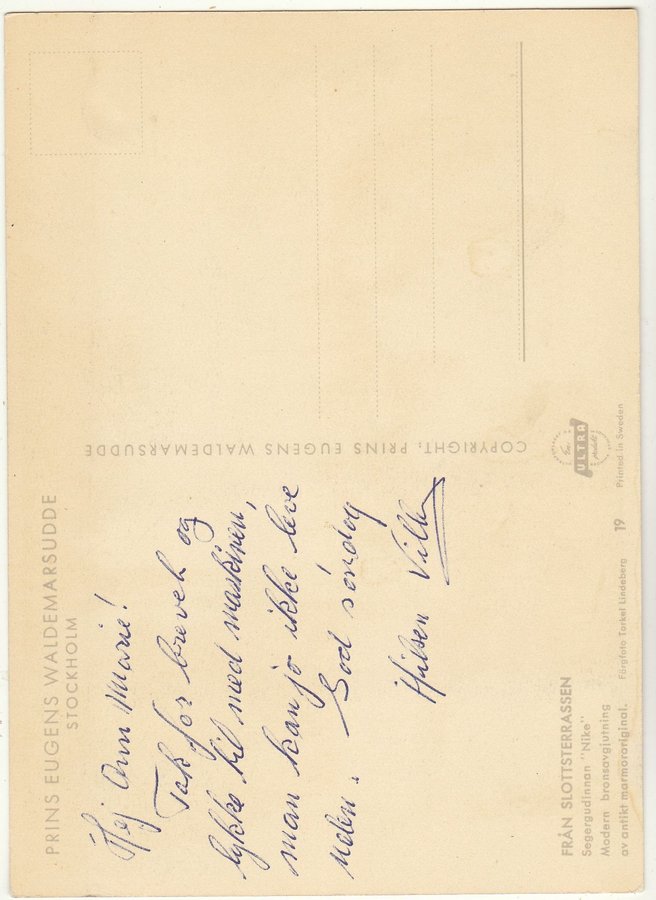 PRINS EUGENS WALDEMARSUDDE
STOCKHOLM
Hej Ann Marie!
Tak for brevet og
lykke til med maskinen,
man kan jo ikke leve
uden. God søndag
Hilsen
FRÅN SLOTTSTERRASSEN
Segergudinnan "Nike"
Modern bronsavgjutning
av antikt marmororiginal.
Färgfoto Torkel Lindeberg
19
COPYRIGHT. PRINS EUGENS WALDEMARSUDDE
ULTRA
Printed in Sweden